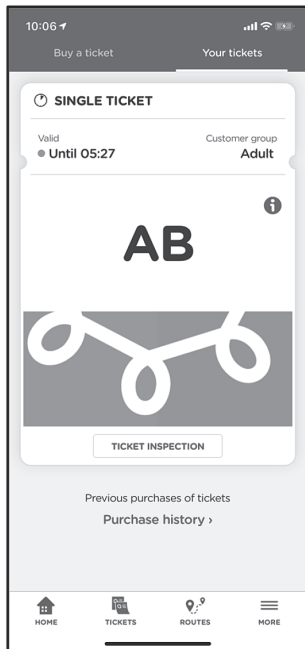 10:06
Buy a ticket
Your tickets
SINGLE TICKET
Valid
Customer group
Until 05:27
Adult
AB
TICKET INSPECTION
Previous purchases of tickets
Purchase history ›
HOME
TICKETS
ROUTES
MORE